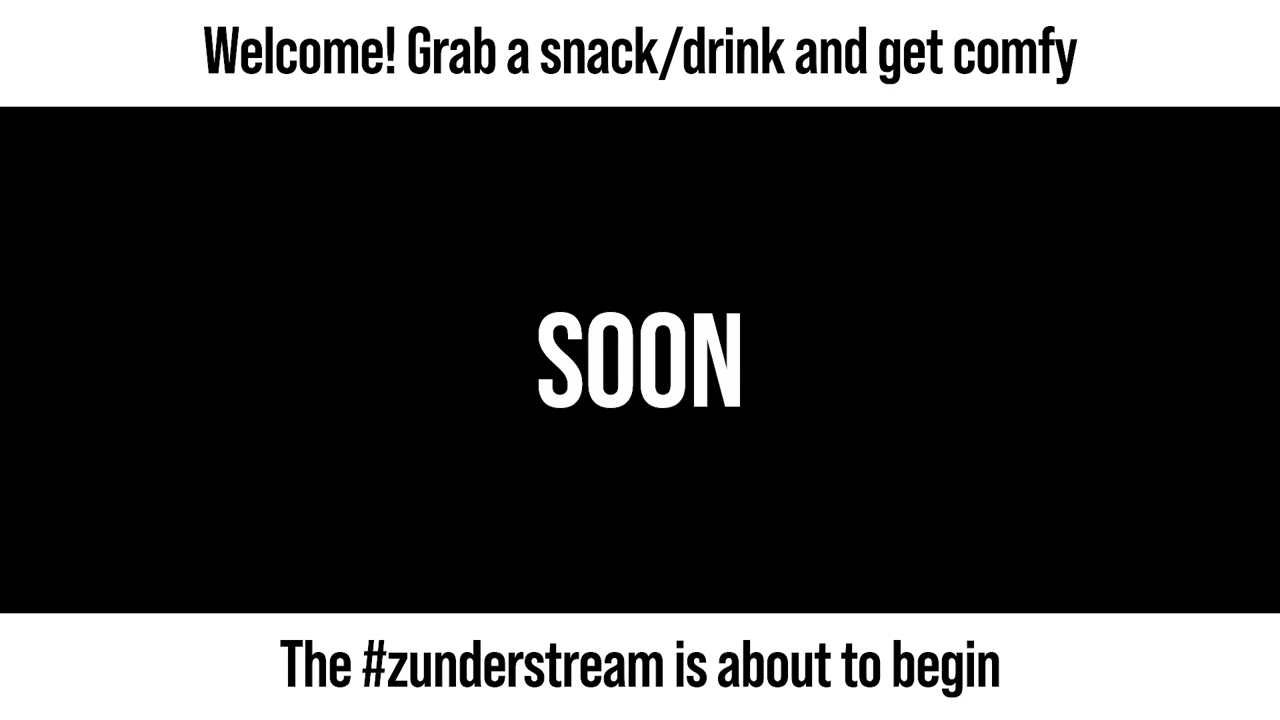 Welcome! Grab a snack/drink and get comfy
SOON
The #zunderstream is about to begin